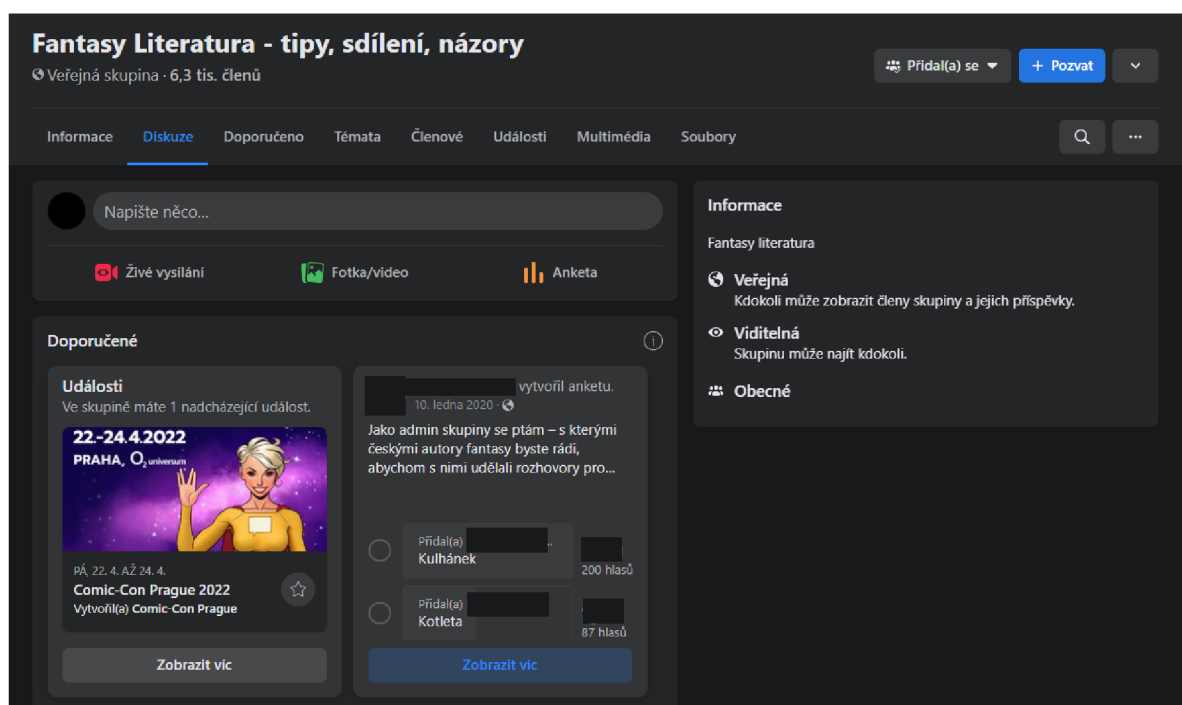 Fantasy Literatura - tipy, sdílení, názory
Veřejná skupina · 6,3 tis. členů
Přidal(a) se
+ Pozvat
Informace
Diskuze
Doporučeno
Témata
Členové
Události
Multimédia
Soubory
Napište něco...
Živé vysílání
Fotka/video
Anketa
Doporučené
Události
Ve skupině máte 1 nadcházející událost.
22.-24.4.2022
PRAHA, O2 universum
PÁ, 22. 4. AŽ 24. 4.
Comic-Con Prague 2022
Vytvořil(a) Comic-Con Prague
Zobrazit víc
vytvořil anketu.
10. ledna 2020 ·
Jako admin skupiny se ptám – s kterými
českými autory fantasy byste rádi,
abychom s nimi udělali rozhovory pro...
Přidal(a) ..
Kulhánek
200 hlasů
Přidal(a)
Kotleta
87 hlasů
Zobrazit víc
Informace
Fantasy literatura
Veřejná
Kdokoli může zobrazit členy skupiny a jejich příspěvky.
Viditelná
Skupinu může najít kdokoli.
Obecné